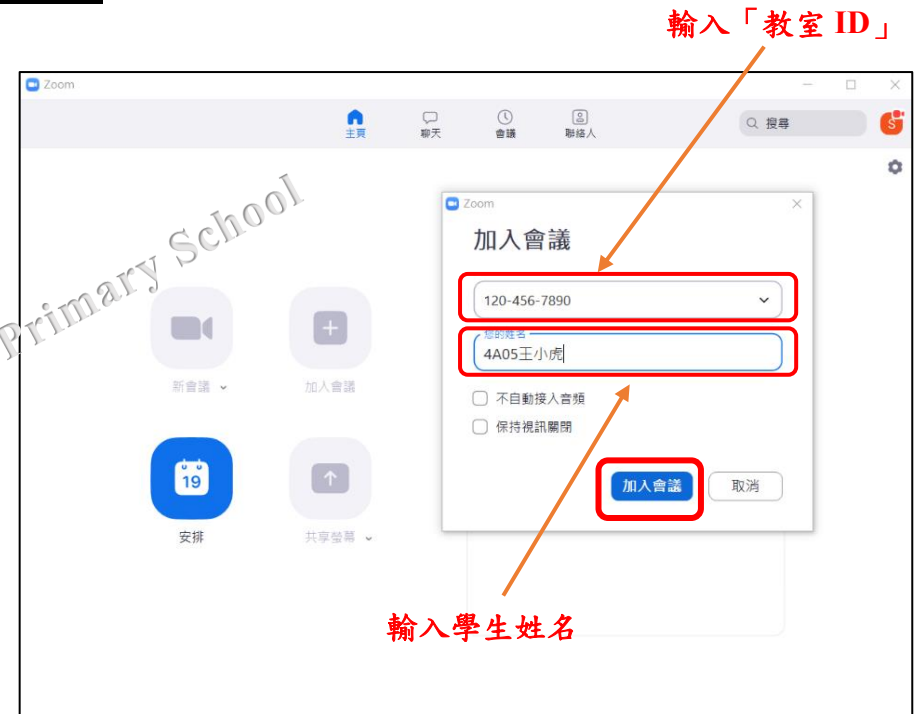 輸入「教室 ID」
Zoom
主頁
聊天
會議
聯絡人
搜尋
S
Primary School
Zoom
加入會議
120-456-7890
您的姓名
4A05王小虎
不自動接入音頻
保持視訊關閉
加入會議
取消
新會議
加入會議
19
安排
共享螢幕
輸入學生姓名